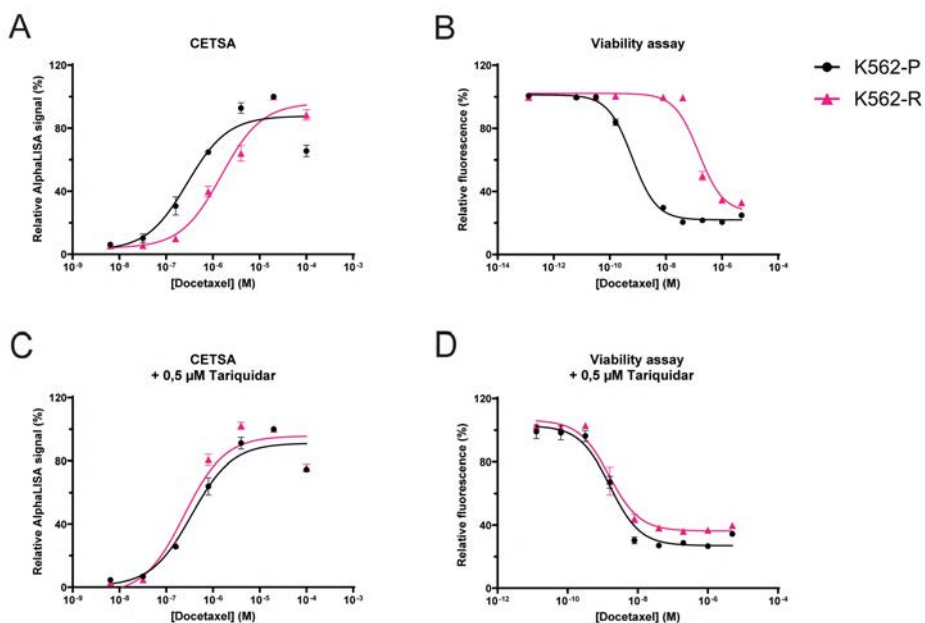 A
CETSA
Relative AlphaLISA signal (%)
120
80
40
0
10⁻⁹ 10⁻⁸ 10⁻⁷ 10⁻⁶ 10⁻⁵ 10⁻⁴ 10⁻³
[Docetaxel] (M)
B
Viability assay
Relative fluorescence (%)
120
80
40
0
10⁻¹⁴ 10⁻¹² 10⁻¹⁰ 10⁻⁸ 10⁻⁶ 10⁻⁴
[Docetaxel] (M)
K562-P
K562-R
C
CETSA
+ 0,5 µM Tariquidar
Relative AlphaLISA signal (%)
120
80
40
0
10⁻⁹ 10⁻⁸ 10⁻⁷ 10⁻⁶ 10⁻⁵ 10⁻⁴ 10⁻³
[Docetaxel] (M)
D
Viability assay
+ 0,5 µM Tariquidar
Relative fluorescence (%)
120
80
40
0
10⁻¹² 10⁻¹⁰ 10⁻⁸ 10⁻⁶ 10⁻⁴
[Docetaxel] (M)